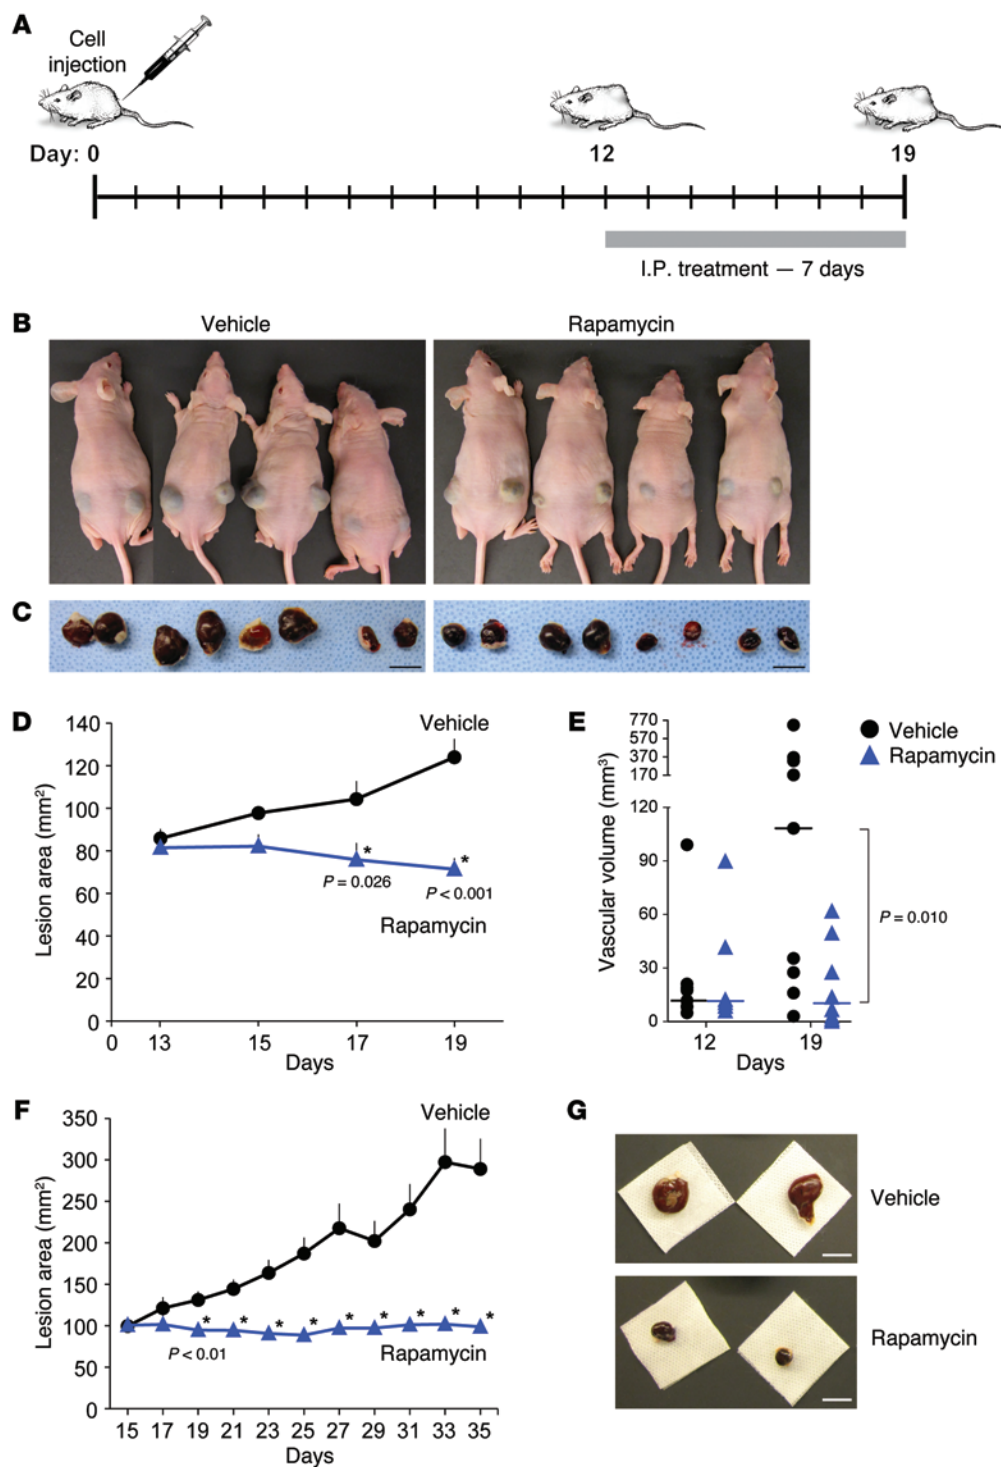 A
Cell
injection
Day: 0
12
19
I.P. treatment — 7 days
B
Vehicle
Rapamycin
C
D
140
120
100
80
60
40
20
0
Lesion area (mm²)
Vehicle
*
*
P = 0.026
P < 0.001
Rapamycin
0
13
15
17
19
Days
E
770
570
370
170
120
90
60
30
0
Vascular volume (mm³)
Vehicle
Rapamycin
P = 0.010
12
19
Days
F
350
300
250
200
150
100
50
0
Lesion area (mm²)
Vehicle
* * * * * * * * *
P < 0.01
Rapamycin
15 17 19 21 23 25 27 29 31 33 35
Days
G
Vehicle
Rapamycin